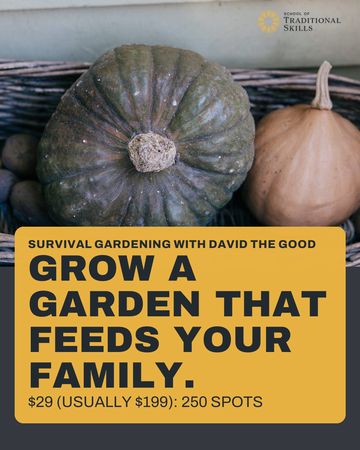 SCHOOL OF
TRADITIONAL
SKILLS
SURVIVAL GARDENING WITH DAVID THE GOOD
GROW A
GARDEN THAT
FEEDS YOUR
FAMILY.
$29 (USUALLY $199): 250 SPOTS